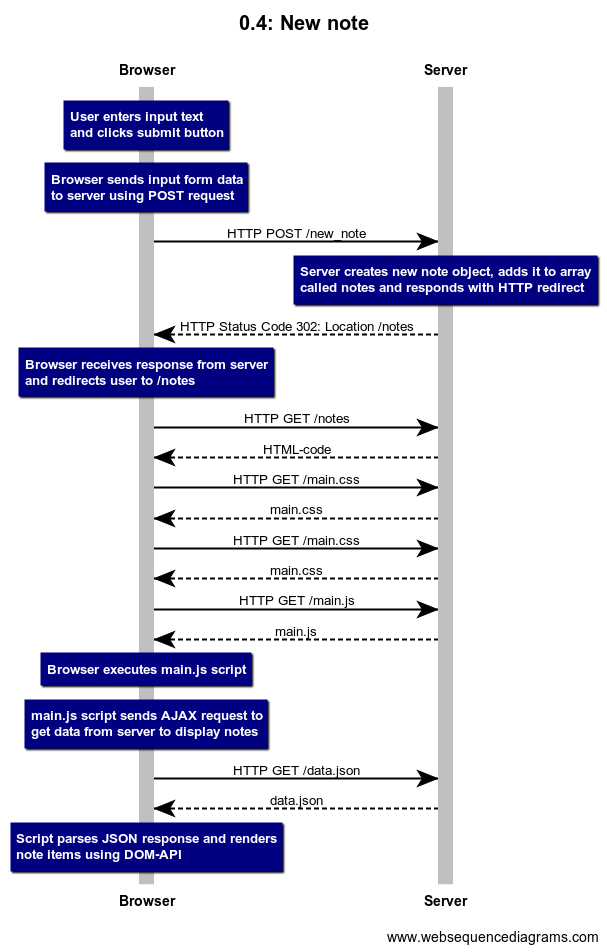 0.4: New note
Browser
Server
User enters input text
and clicks submit button
Browser sends input form data
to server using POST request
HTTP POST /new_note
Server creates new note object, adds it to array
called notes and responds with HTTP redirect
HTTP Status Code 302: Location /notes
Browser receives response from server
and redirects user to /notes
HTTP GET /notes
HTML-code
HTTP GET /main.css
main.css
HTTP GET /main.css
main.css
HTTP GET /main.js
main.js
Browser executes main.js script
main.js script sends AJAX request to
get data from server to display notes
HTTP GET /data.json
data.json
Script parses JSON response and renders
note items using DOM-API
Browser
Server
www.websequencediagrams.com